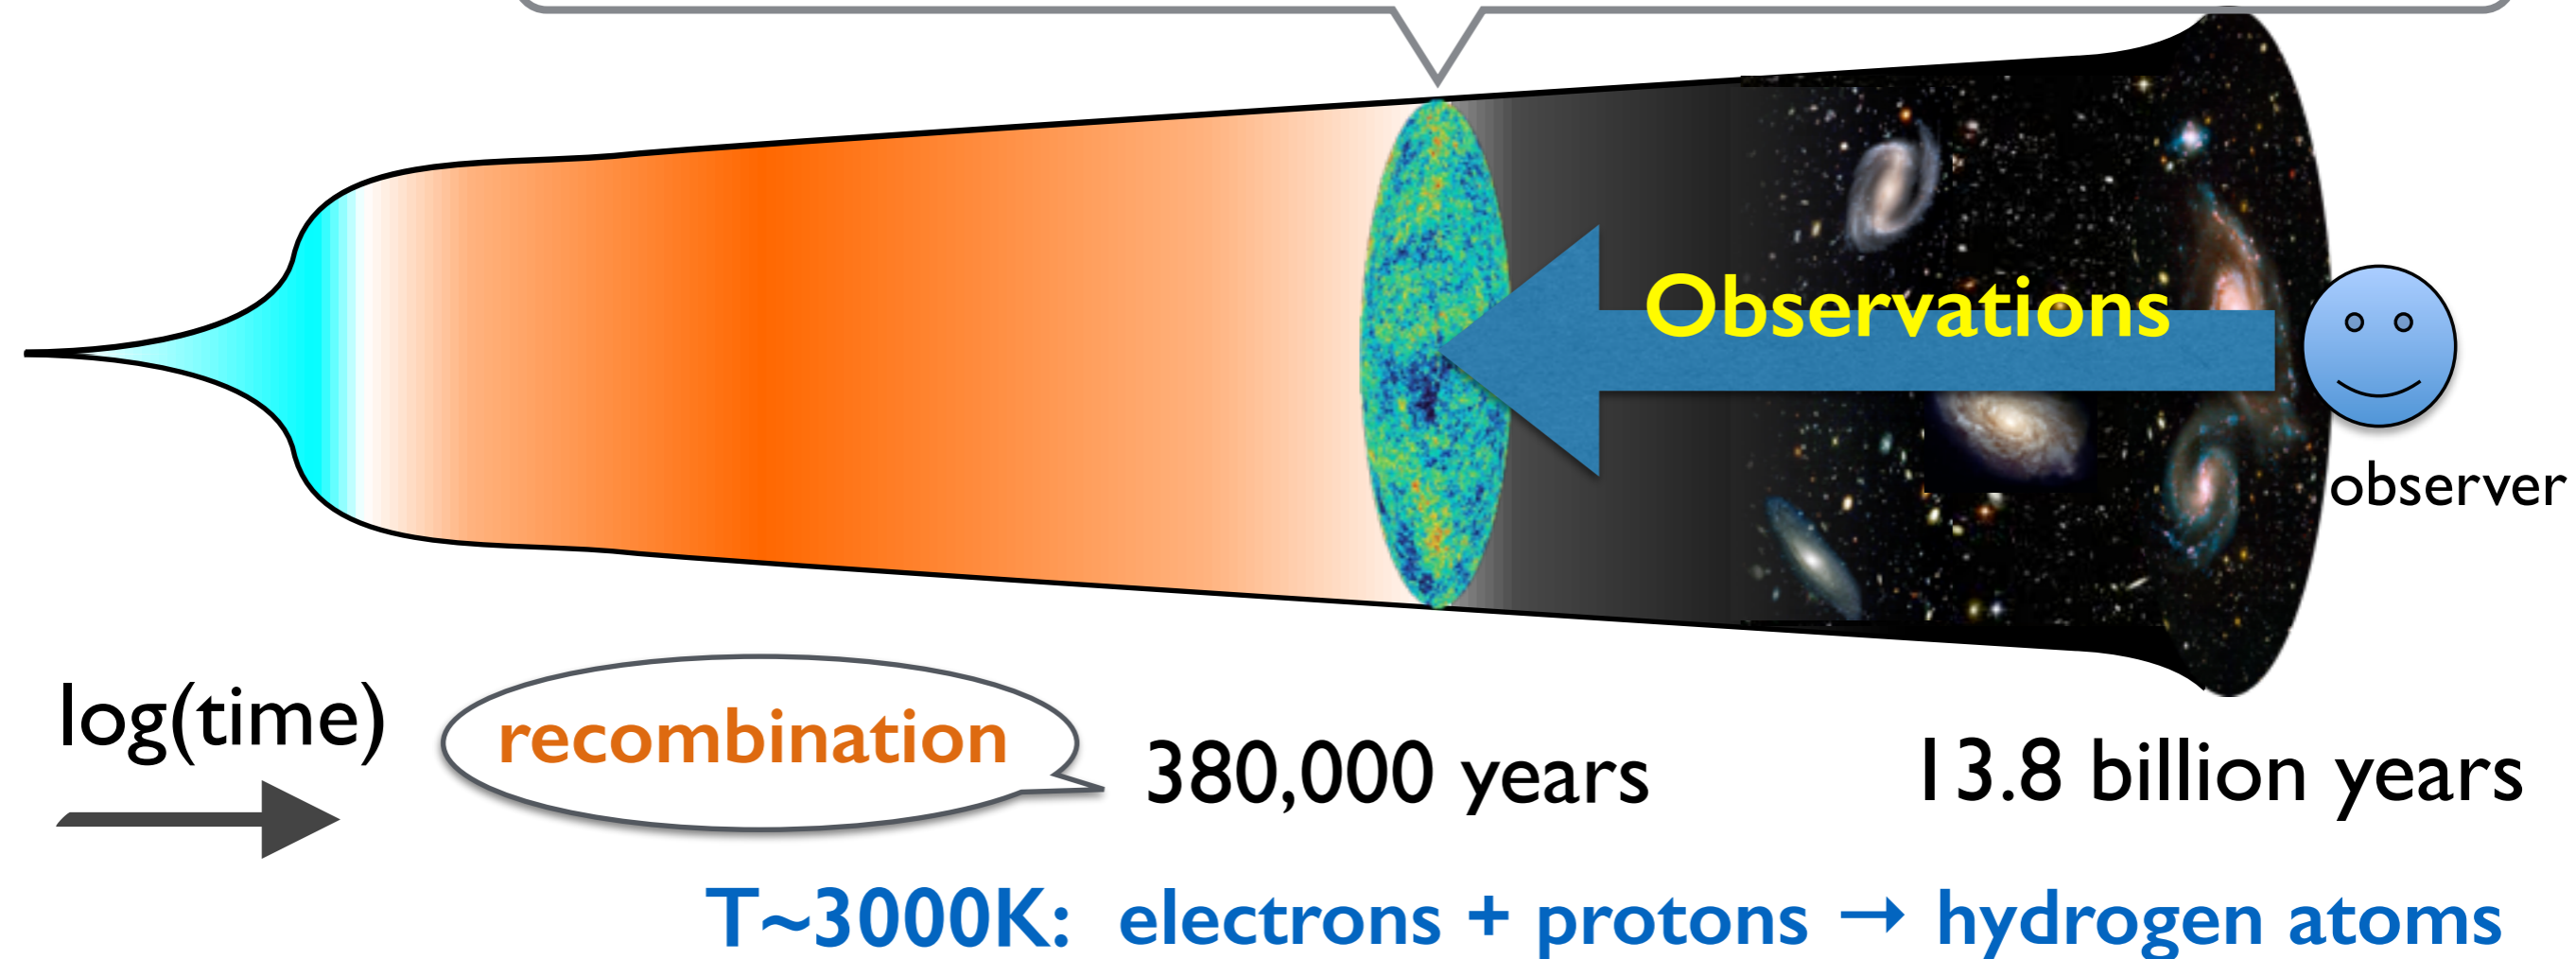 Observations
observer
log(time)
recombination
380,000 years
13.8 billion years
T~3000K: electrons + protons → hydrogen atoms